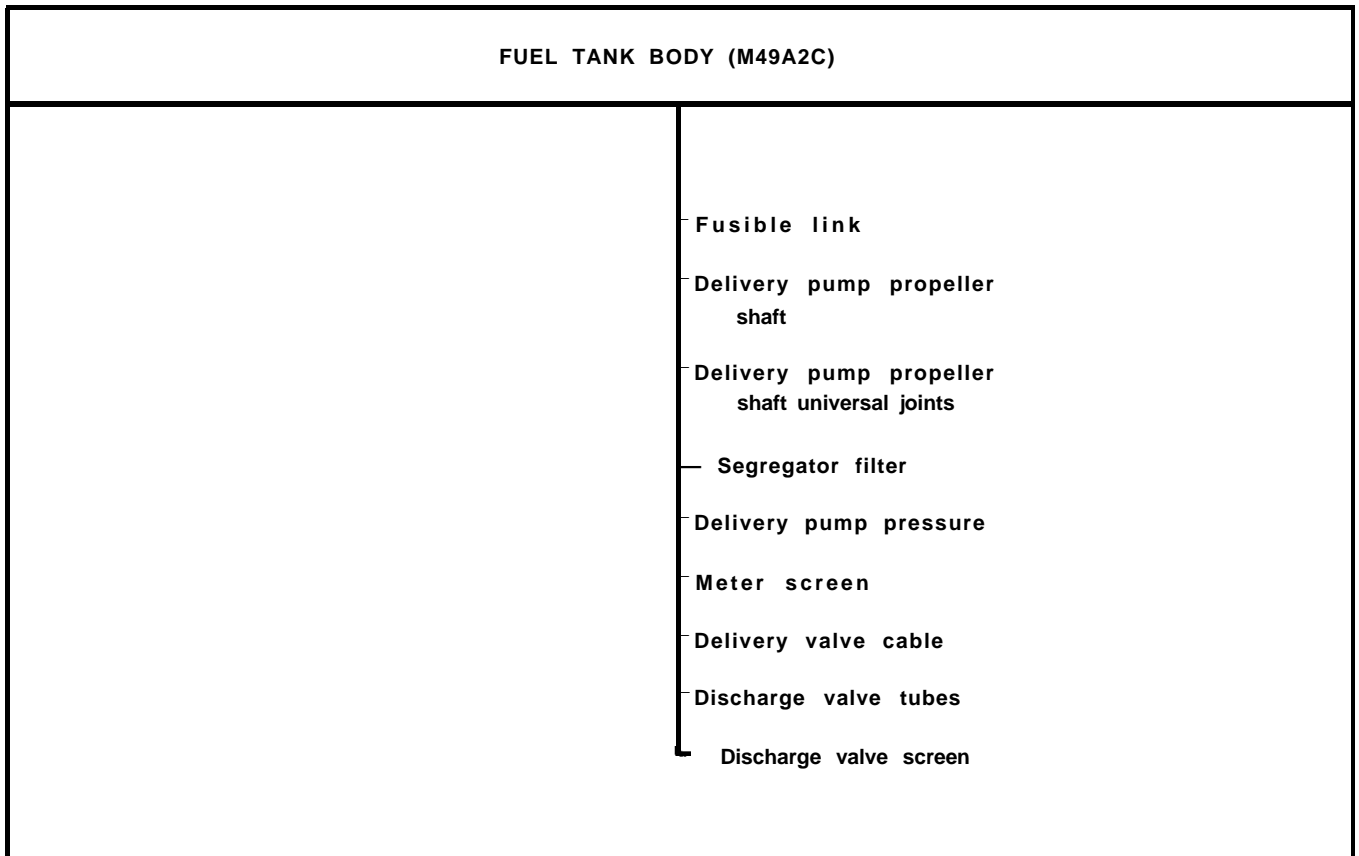 FUEL TANK BODY (M49A2C)
Fusible link
Delivery pump propeller
shaft
Delivery pump propeller
shaft universal joints
Segregator filter
Delivery pump pressure
Meter screen
Delivery valve cable
Discharge valve tubes
Discharge valve screen